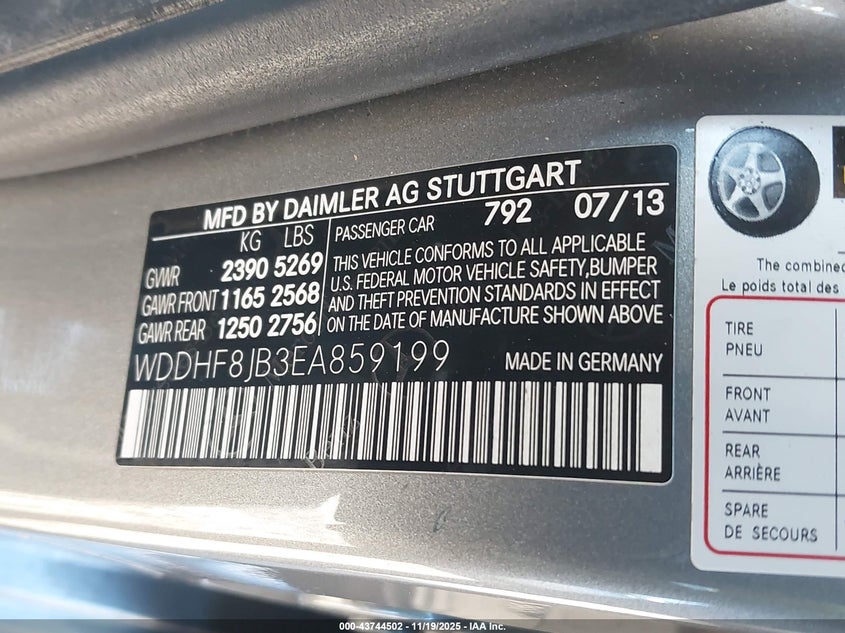 MFD BY DAIMLER AG STUTTGART
KG LBS
GVWR 2390 5269
GAWR FRONT 1165 2568
GAWR REAR 1250 2756
PASSENGER CAR 792 07/13
THIS VEHICLE CONFORMS TO ALL APPLICABLE
U.S. FEDERAL MOTOR VEHICLE SAFETY,BUMPER
AND THEFT PREVENTION STANDARDS IN EFFECT
ON THE DATE OF MANUFACTURE SHOWN ABOVE
WDDHF8JB3EA859199 MADE IN GERMANY
The combined
Le poids total des
TIRE
PNEU
FRONT
AVANT
REAR
ARRIÈRE
SPARE
DE SECOURS
000-43744502 - 11/19/2025 - IAA Inc.